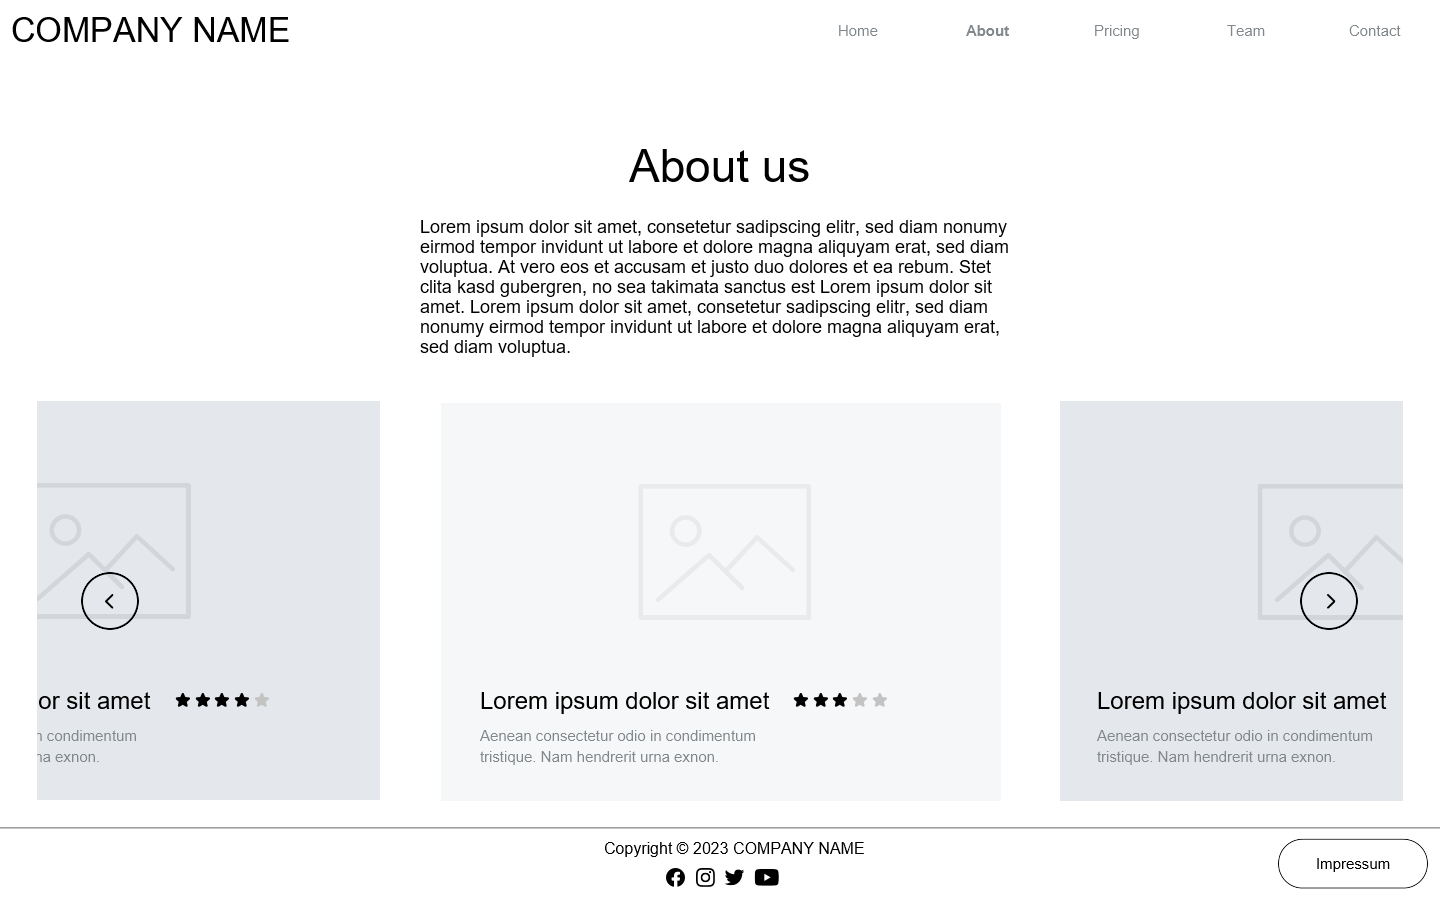 COMPANY NAME
Home About Pricing Team Contact
About us
Lorem ipsum dolor sit amet, consetetur sadipscing elitr, sed diam nonumy
eirmod tempor invidunt ut labore et dolore magna aliquyam erat, sed diam
voluptua. At vero eos et accusam et justo duo dolores et ea rebum. Stet
clita kasd gubergren, no sea takimata sanctus est Lorem ipsum dolor sit
amet. Lorem ipsum dolor sit amet, consetetur sadipscing elitr, sed diam
nonumy eirmod tempor invidunt ut labore et dolore magna aliquyam erat,
sed diam voluptua.
or sit amet
n condimentum
na exnon.
Lorem ipsum dolor sit amet
Aenean consectetur odio in condimentum
tristique. Nam hendrerit urna exnon.
Lorem ipsum dolor sit amet
Aenean consectetur odio in condimentum
tristique. Nam hendrerit urna exnon.
Copyright © 2023 COMPANY NAME
Impressum